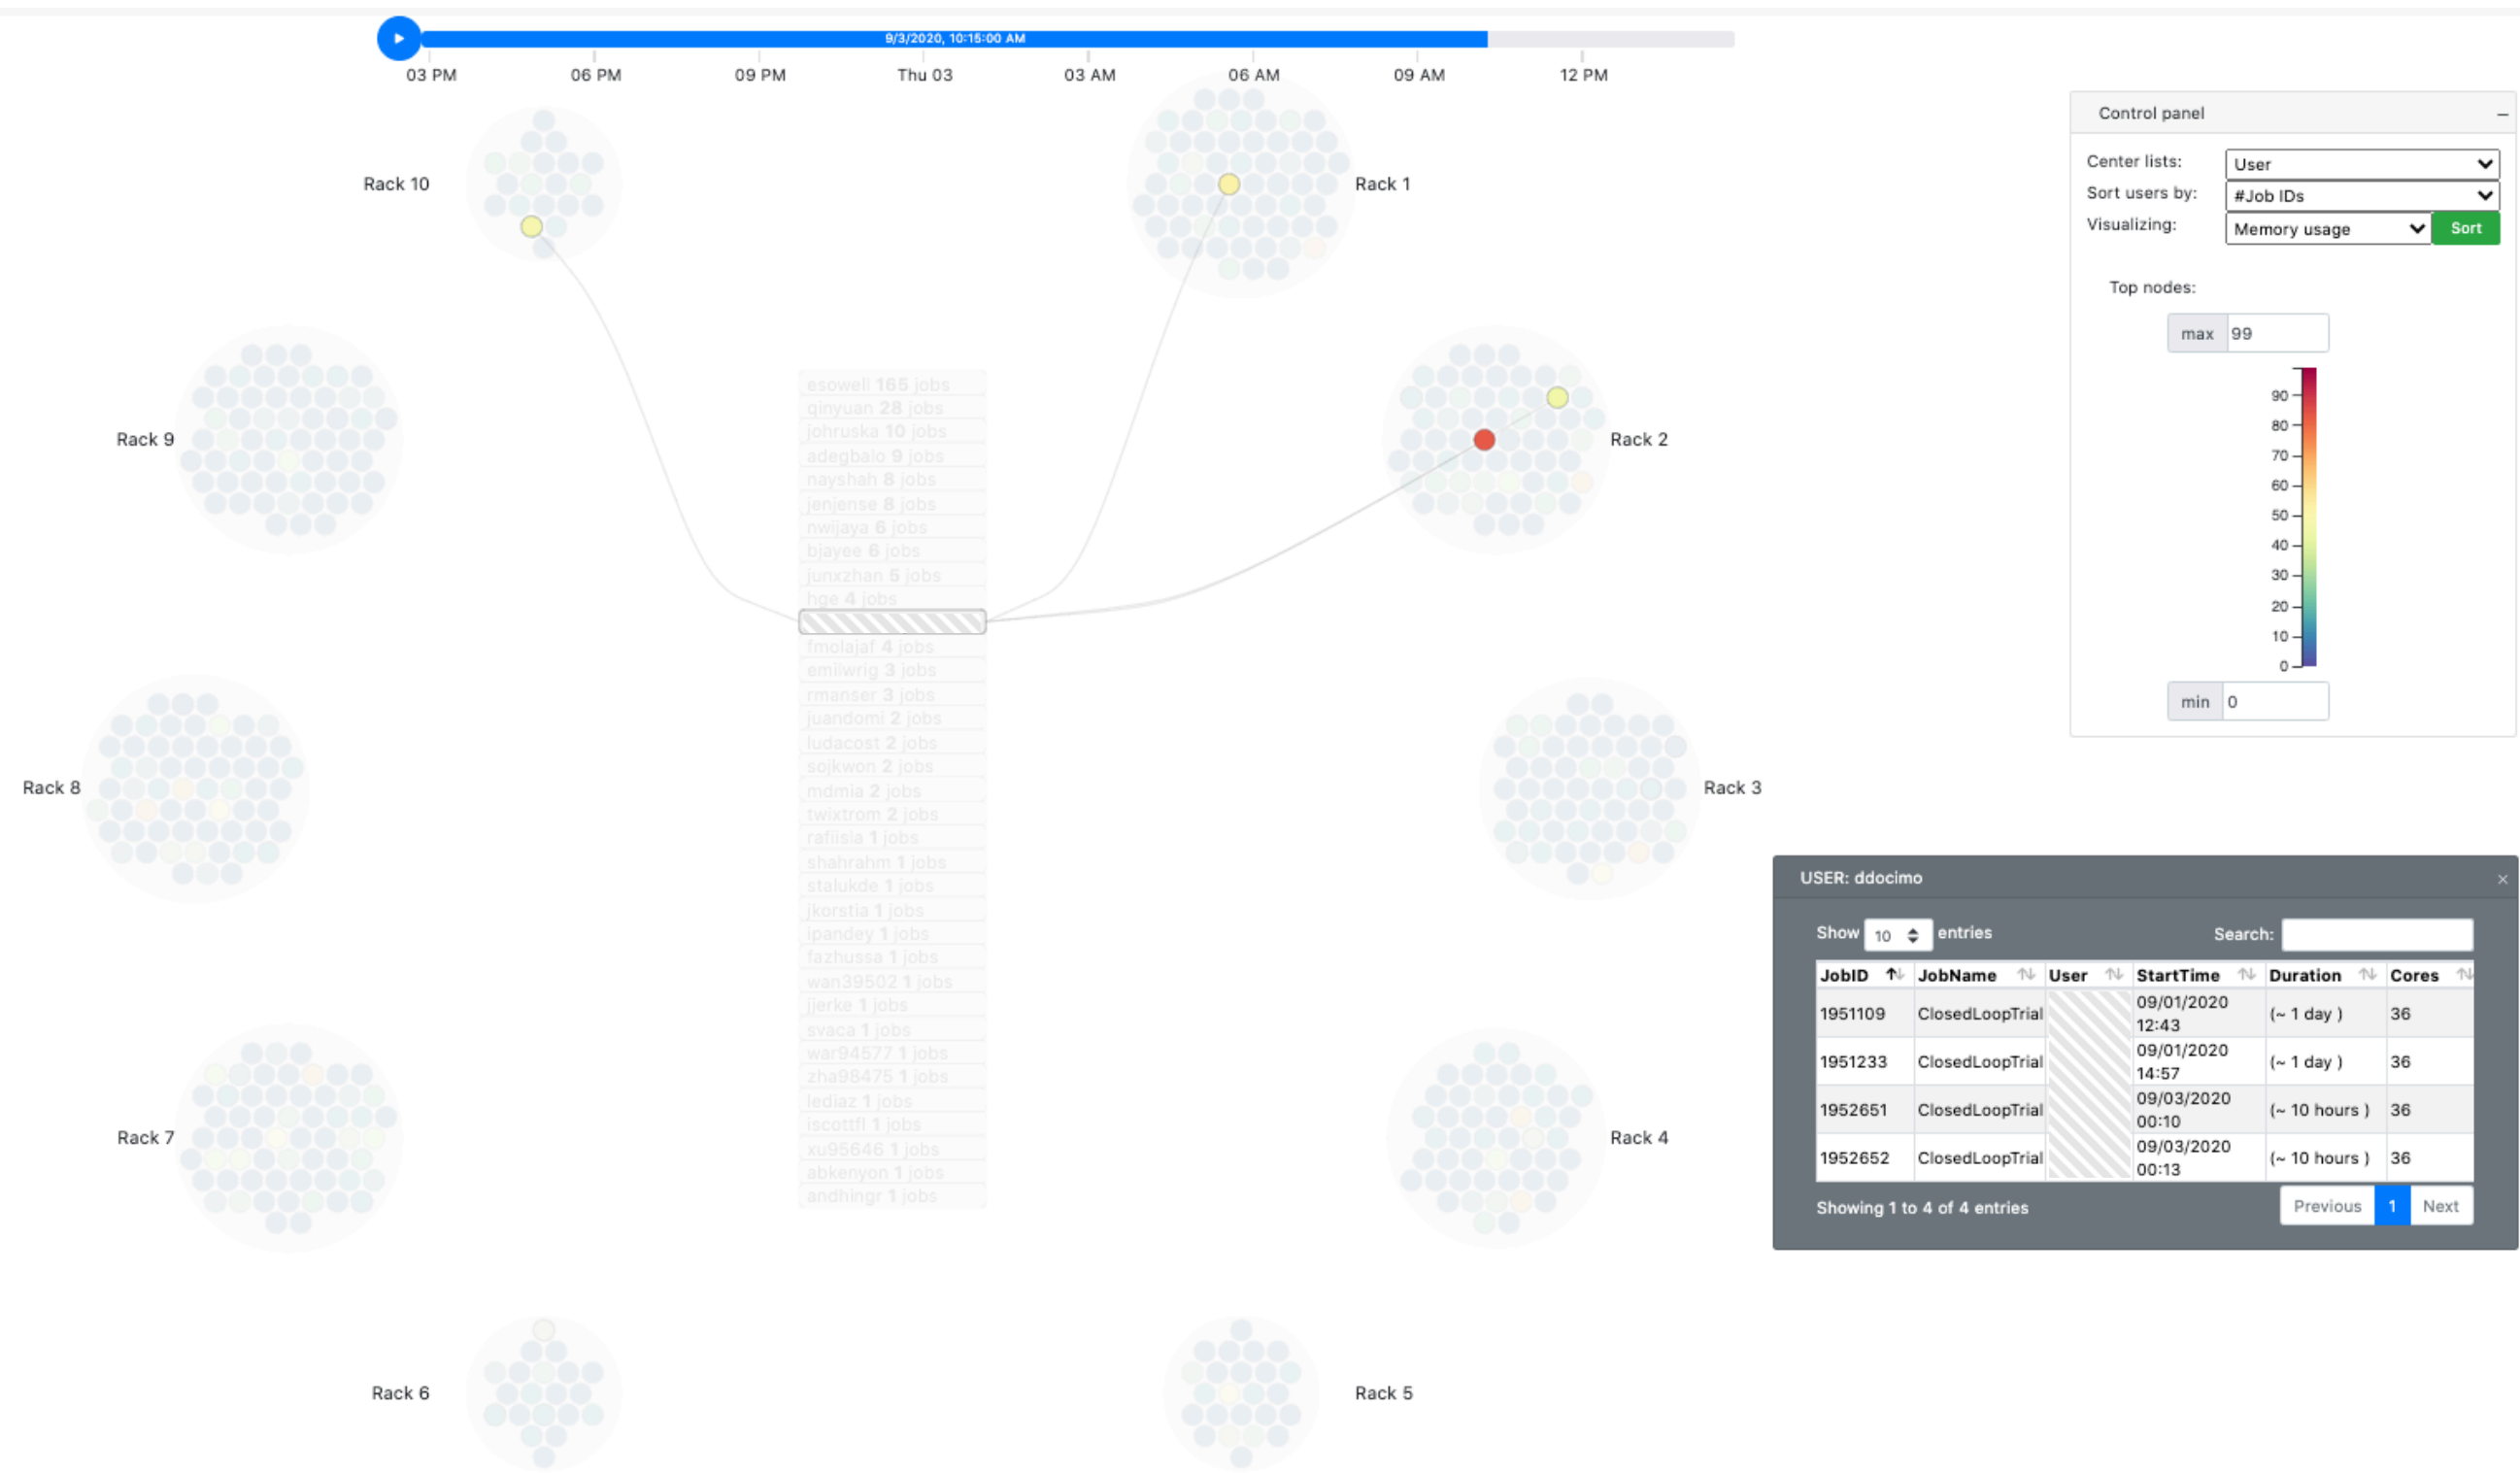 9/3/2020, 10:15:00 AM
03 PM 06 PM 09 PM Thu 03 03 AM 06 AM 09 AM 12 PM
Control panel
Center lists: User
Sort users by: #Job IDs
Visualizing: Memory usage Sort
Top nodes:
max 99
90
80
70
60
50
40
30
20
10
0
min 0
Rack 10
Rack 1
Rack 9
Rack 2
Rack 8
Rack 3
Rack 7
Rack 4
Rack 6
Rack 5
esowell 165 jobs
qinyuan 28 jobs
johruska 10 jobs
adegbalo 9 jobs
nayshah 8 jobs
jenjense 8 jobs
nwijaya 6 jobs
bjayee 6 jobs
junxzhan 5 jobs
hge 4 jobs
fmolajaf 4 jobs
emilwrig 3 jobs
rmanser 3 jobs
juandomi 2 jobs
ludacost 2 jobs
sojkwon 2 jobs
mdmia 2 jobs
twixtrom 2 jobs
rafiisla 1 jobs
shahrahm 1 jobs
stalukde 1 jobs
jkorstia 1 jobs
ipandey 1 jobs
fazhussa 1 jobs
wan39502 1 jobs
jjerke 1 jobs
svaca 1 jobs
war94577 1 jobs
zha98475 1 jobs
lediaz 1 jobs
iscottfl 1 jobs
xu95646 1 jobs
abkenyon 1 jobs
andhingr 1 jobs
USER: ddocimo
Show 10 entries Search:
JobID JobName User StartTime Duration Cores
1951109 ClosedLoopTrial 09/01/2020 12:43 (~ 1 day ) 36
1951233 ClosedLoopTrial 09/01/2020 14:57 (~ 1 day ) 36
1952651 ClosedLoopTrial 09/03/2020 00:10 (~ 10 hours ) 36
1952652 ClosedLoopTrial 09/03/2020 00:13 (~ 10 hours ) 36
Showing 1 to 4 of 4 entries Previous 1 Next